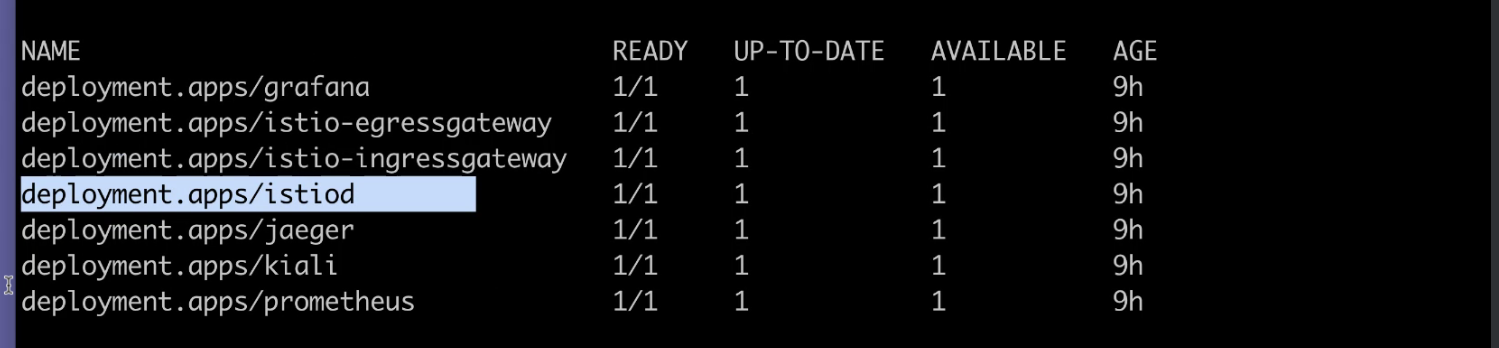 NAME READY UP-TO-DATE AVAILABLE AGE
deployment.apps/grafana 1/1 1 1 9h
deployment.apps/istio-egressgateway 1/1 1 1 9h
deployment.apps/istio-ingressgateway 1/1 1 1 9h
deployment.apps/istiod 1/1 1 1 9h
deployment.apps/jaeger 1/1 1 1 9h
deployment.apps/kiali 1/1 1 1 9h
deployment.apps/prometheus 1/1 1 1 9h